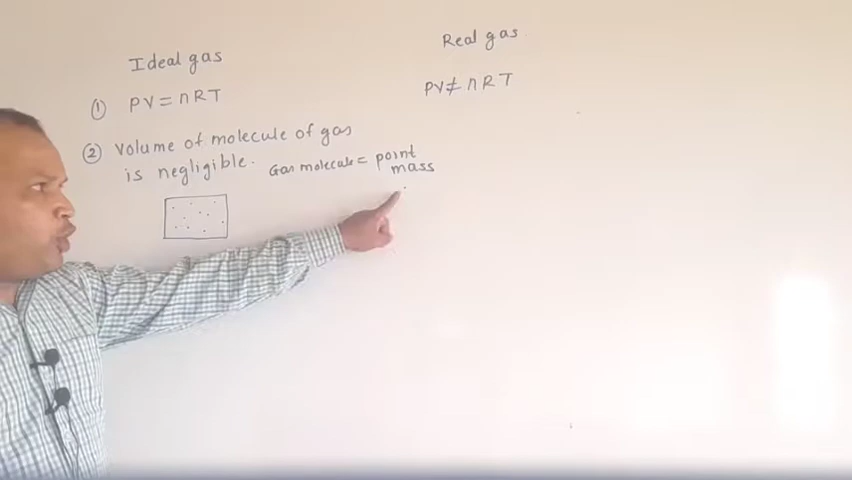 Ideal gas
Real gas
① PV = nRT
PV ≠ nRT
② Volume of molecule of gas
is negligible. Gas molecule = point
mass